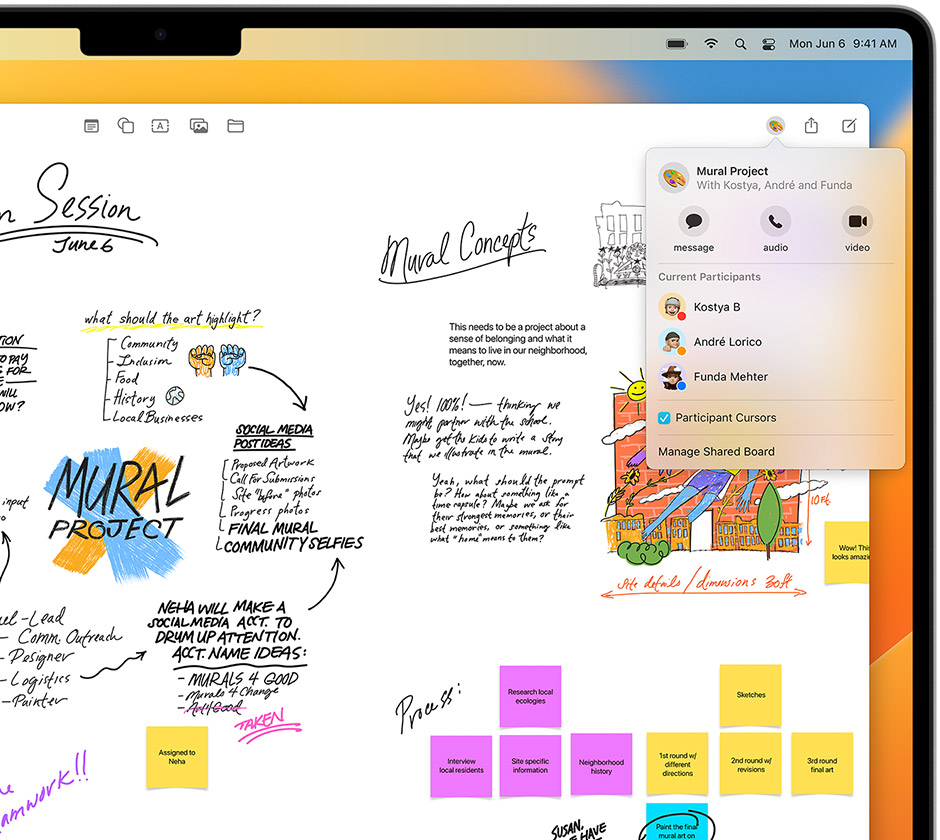 Mon Jun 6 9:41 AM
A
Mural Project
With Kostya, André and Funda
message
audio
video
Current Participants
Kostya B
André Lorico
Funda Mehter
Participant Cursors
Manage Shared Board
Session
June 6
Mural Concepts
what should the art highlight?
Community
Inclusion
Food
History
Local Businesses
This needs to be a project about a
sense of belonging and what it
means to live in our neighborhood,
together, now.
TO PAY
FOR
WILL
Yes! 100%! — thinking we
might partner with the school.
Maybe get the kids to write a story
that we illustrate in the mural.
SOCIAL MEDIA
POST IDEAS
Proposed Artwork
Call For Submissions
Site "before" photos
Progress photos
FINAL MURAL
COMMUNITY SELFIES
Yeah, what should the prompt
be? How about something like a
time capsule? Maybe we ask for
their strongest memories, or their
best memories, or something like
what "home" means to them?
MURAL
PROJECT
input
10ft
Wow! This
looks amazing
Site details / dimensions 30ft
-Lead
- Comm. Outreach
- Designer
- Logistics
- Painter
NEHA WILL MAKE A
SOCIAL MEDIA ACCT. TO
DRUM UP ATTENTION.
ACCT. NAME IDEAS:
- MURALS 4 GOOD
- Murals 4 Change
- Art 4 Good
TAKEN
Assigned to
Neha
Process:
Research local
ecologies
Sketches
Interview
local residents
Site specific
information
Neighborhood
history
1st round w/
different
directions
2nd round w/
revisions
3rd round
final art
Paint the final
mural art on
SUSAN,
HAVE